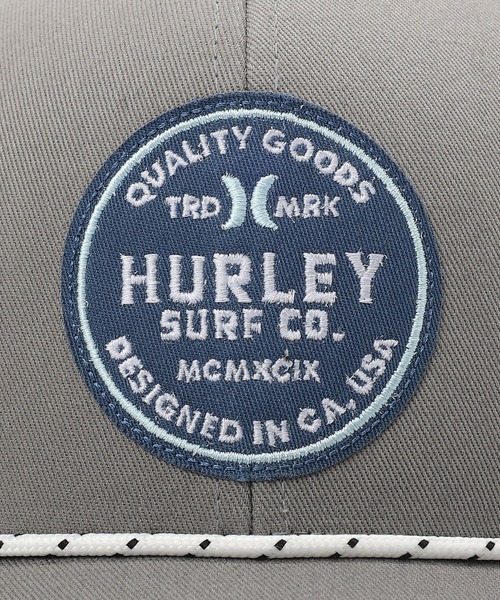 QUALITY GOODS
TRD MRK
HURLEY
SURF CO.
MCMXCIX
DESIGNED IN CA, USA